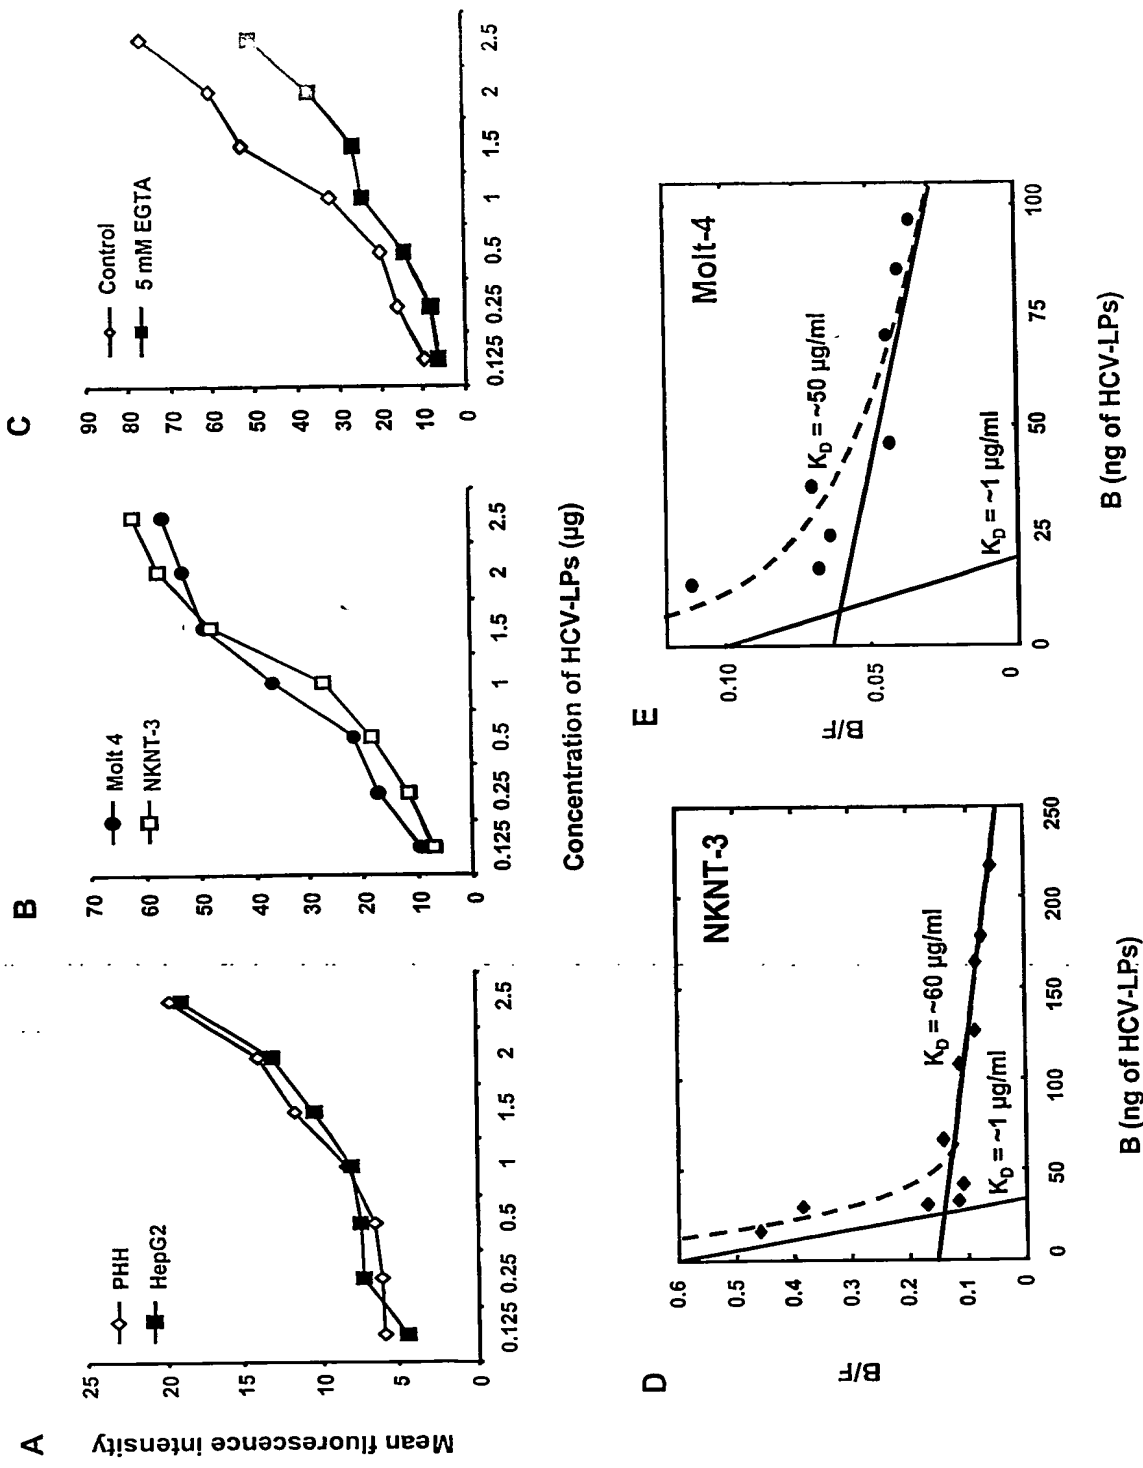 A
Mean fluorescence intensity
25
20
15
10
5
0
PHH
HepG2
0.125 0.25 0.5 1 1.5 2 2.5
B
70
60
50
40
30
20
10
0
Molt 4
NKNT-3
0.125 0.25 0.5 1 1.5 2 2.5
Concentration of HCV-LPs (µg)
C
90
80
70
60
50
40
30
20
10
0
Control
5 mM EGTA
0.125 0.25 0.5 1 1.5 2 2.5
D
B/F
0.6
0.5
0.4
0.3
0.2
0.1
0
NKNT-3
KD = ~60 µg/ml
KD = ~1 µg/ml
0 50 100 150 200 250
B (ng of HCV-LPs)
E
B/F
0.10
0.05
0
Molt-4
KD = ~50 µg/ml
KD = ~1 µg/ml
0 25 50 75 100
B (ng of HCV-LPs)